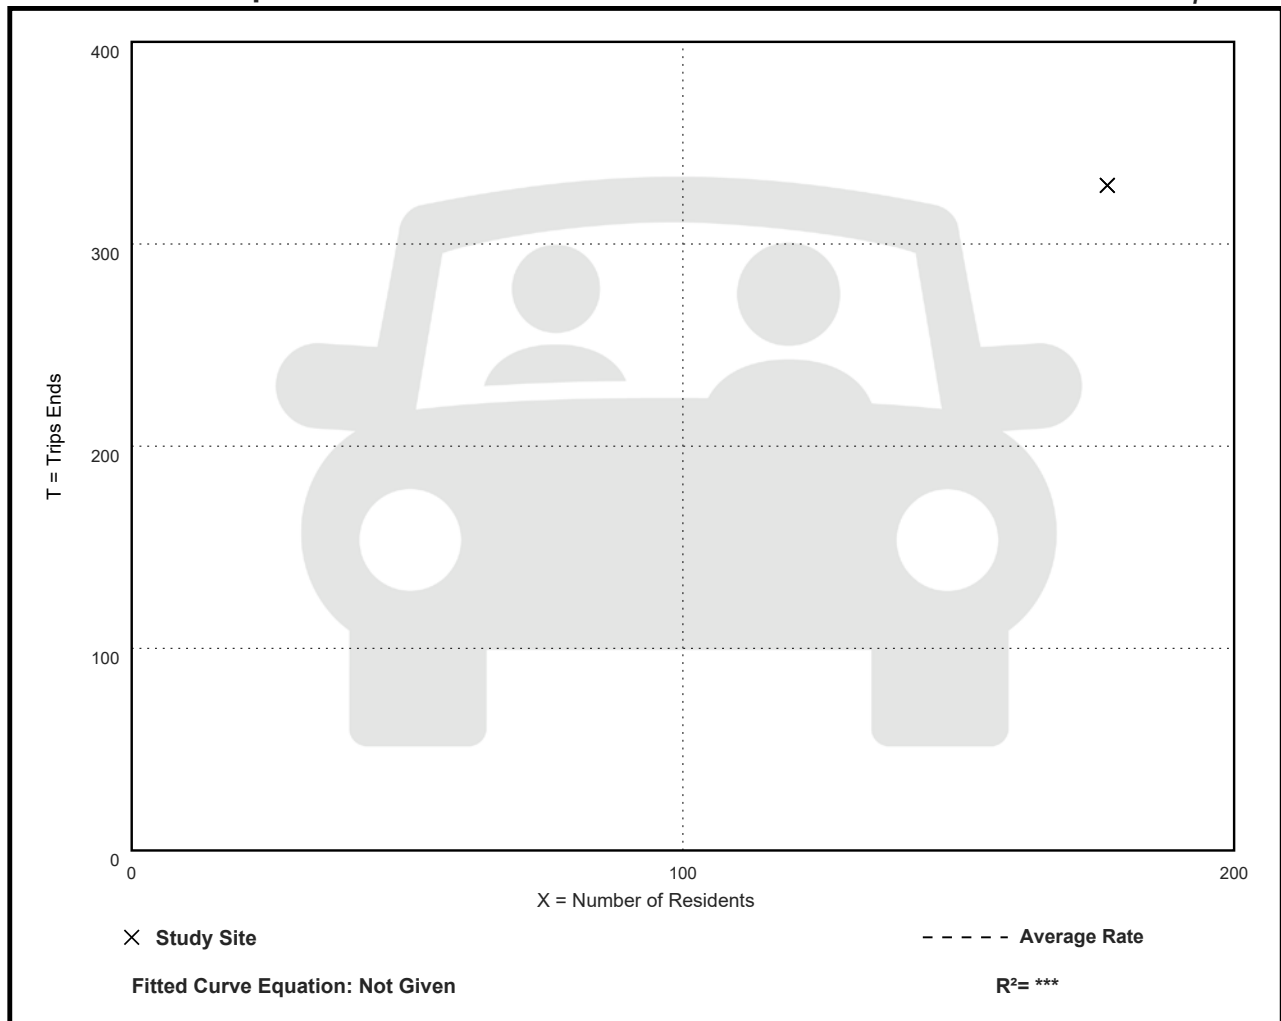 400
300
200
100
0
T = Trips Ends
0 100 200
X = Number of Residents
Study Site
Average Rate
Fitted Curve Equation: Not Given
R²= ***